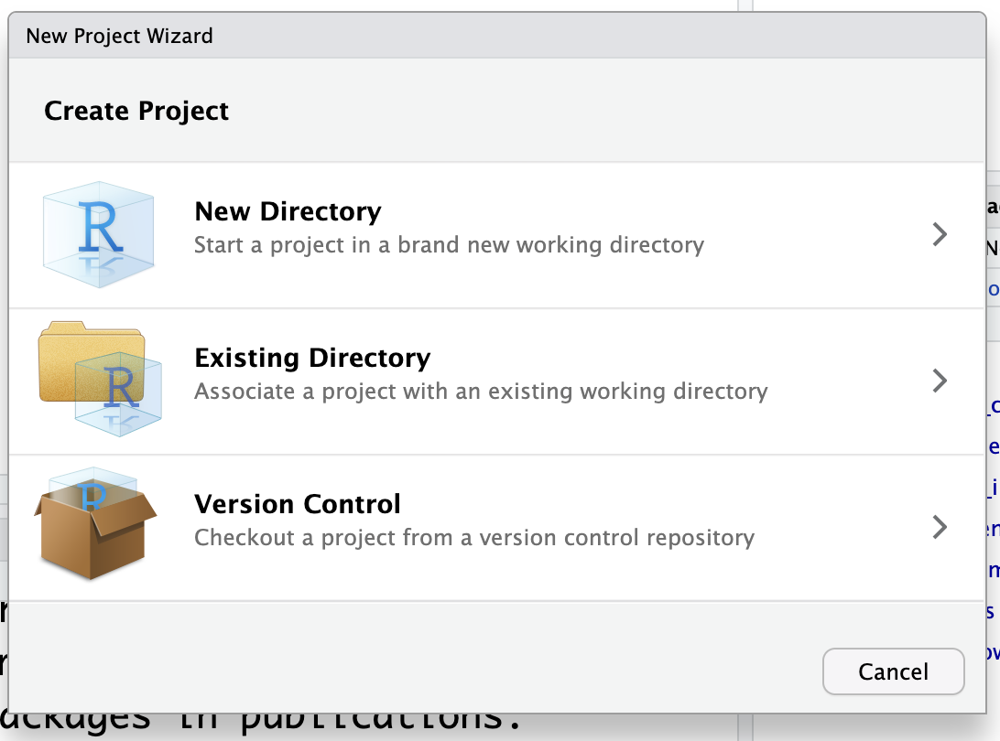 New Project Wizard
Create Project
New Directory
Start a project in a brand new working directory
Existing Directory
Associate a project with an existing working directory
Version Control
Checkout a project from a version control repository
Cancel
in publications.